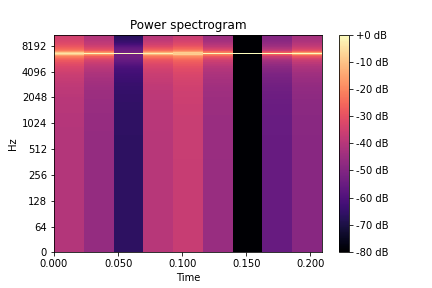 Power spectrogram
Hz
8192
4096
2048
1024
512
256
128
64
0
0.000
0.050
0.100
0.150
0.200
Time
+0 dB
-10 dB
-20 dB
-30 dB
-40 dB
-50 dB
-60 dB
-70 dB
-80 dB